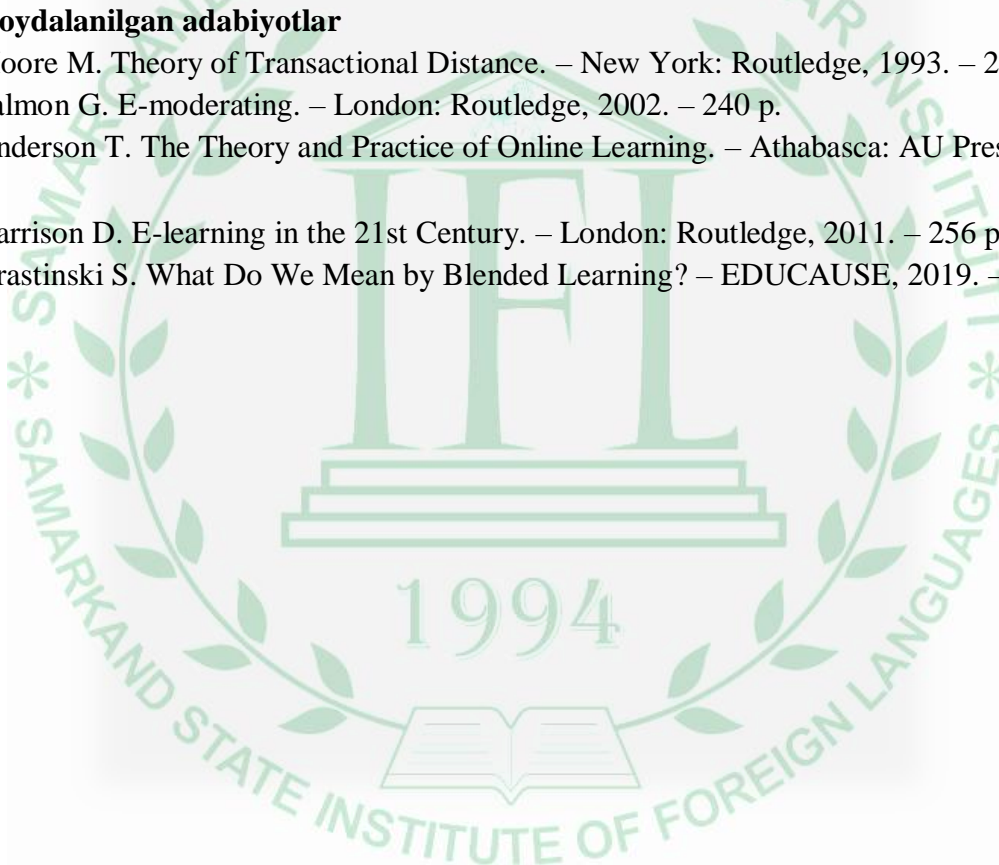 oydalanilgan adabiyotlar
oore M. Theory of Transactional Distance. – New York: Routledge, 1993. – 2
lmon G. E-moderating. – London: Routledge, 2002. – 240 p.
nderson T. The Theory and Practice of Online Learning. – Athabasca: AU Pres
arrison D. E-learning in the 21st Century. – London: Routledge, 2011. – 256 p
rastinski S. What Do We Mean by Blended Learning? – EDUCAUSE, 2019. –
IFL
1994
SAMARKAND STATE INSTITUTE OF FOREIGN LANGUAGES